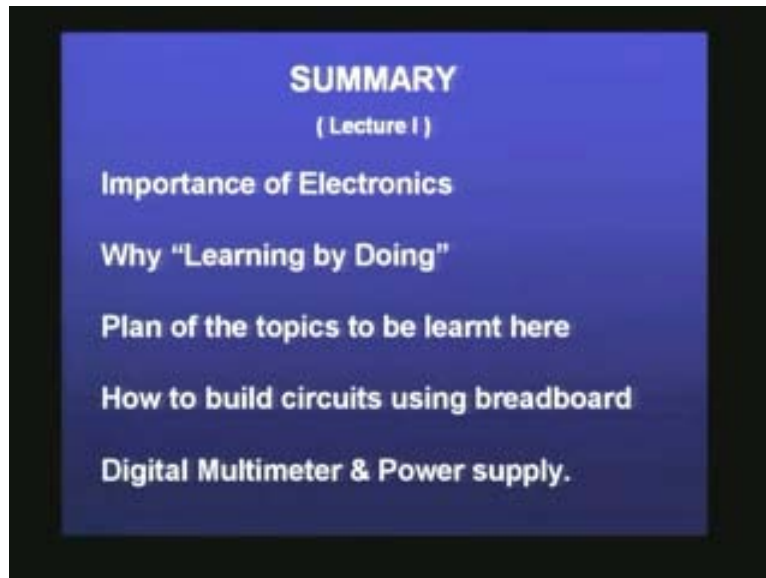 SUMMARY
( Lecture I )
Importance of Electronics
Why “Learning by Doing”
Plan of the topics to be learnt here
How to build circuits using breadboard
Digital Multimeter & Power supply.